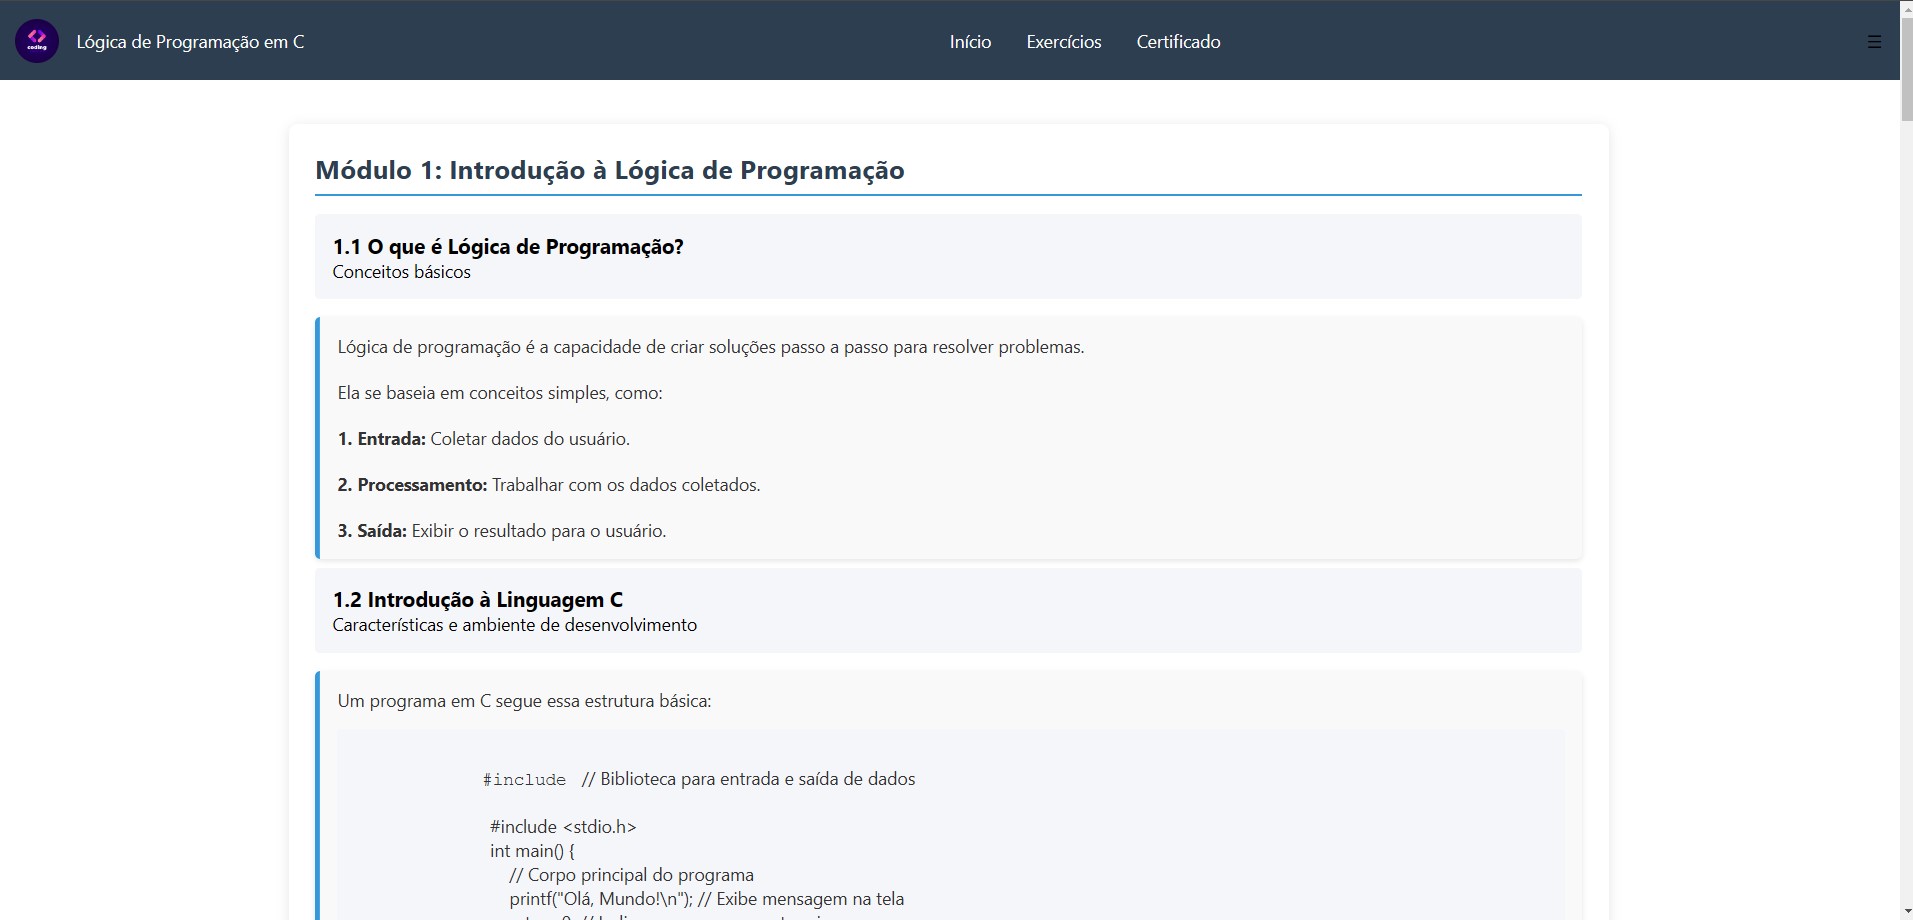 coding
Lógica de Programação em C
Início Exercícios Certificado
Módulo 1: Introdução à Lógica de Programação
1.1 O que é Lógica de Programação?
Conceitos básicos
Lógica de programação é a capacidade de criar soluções passo a passo para resolver problemas.
Ela se baseia em conceitos simples, como:
1. Entrada: Coletar dados do usuário.
2. Processamento: Trabalhar com os dados coletados.
3. Saída: Exibir o resultado para o usuário.
1.2 Introdução à Linguagem C
Características e ambiente de desenvolvimento
Um programa em C segue essa estrutura básica:
#include // Biblioteca para entrada e saída de dados
#include <stdio.h>
int main() {
// Corpo principal do programa
printf("Olá, Mundo!\n"); // Exibe mensagem na tela